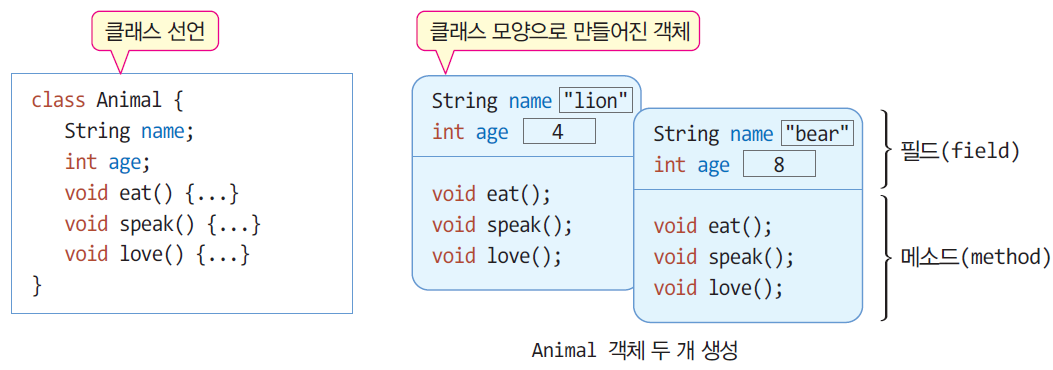 클래스 선언
class Animal {
String name;
int age;
void eat() {...}
void speak() {...}
void love() {...}
}
클래스 모양으로 만들어진 객체
String name "lion"
int age 4
void eat();
void speak();
void love();
String name "bear"
int age 8
void eat();
void speak();
void love();
필드(field)
메소드(method)
Animal 객체 두 개 생성